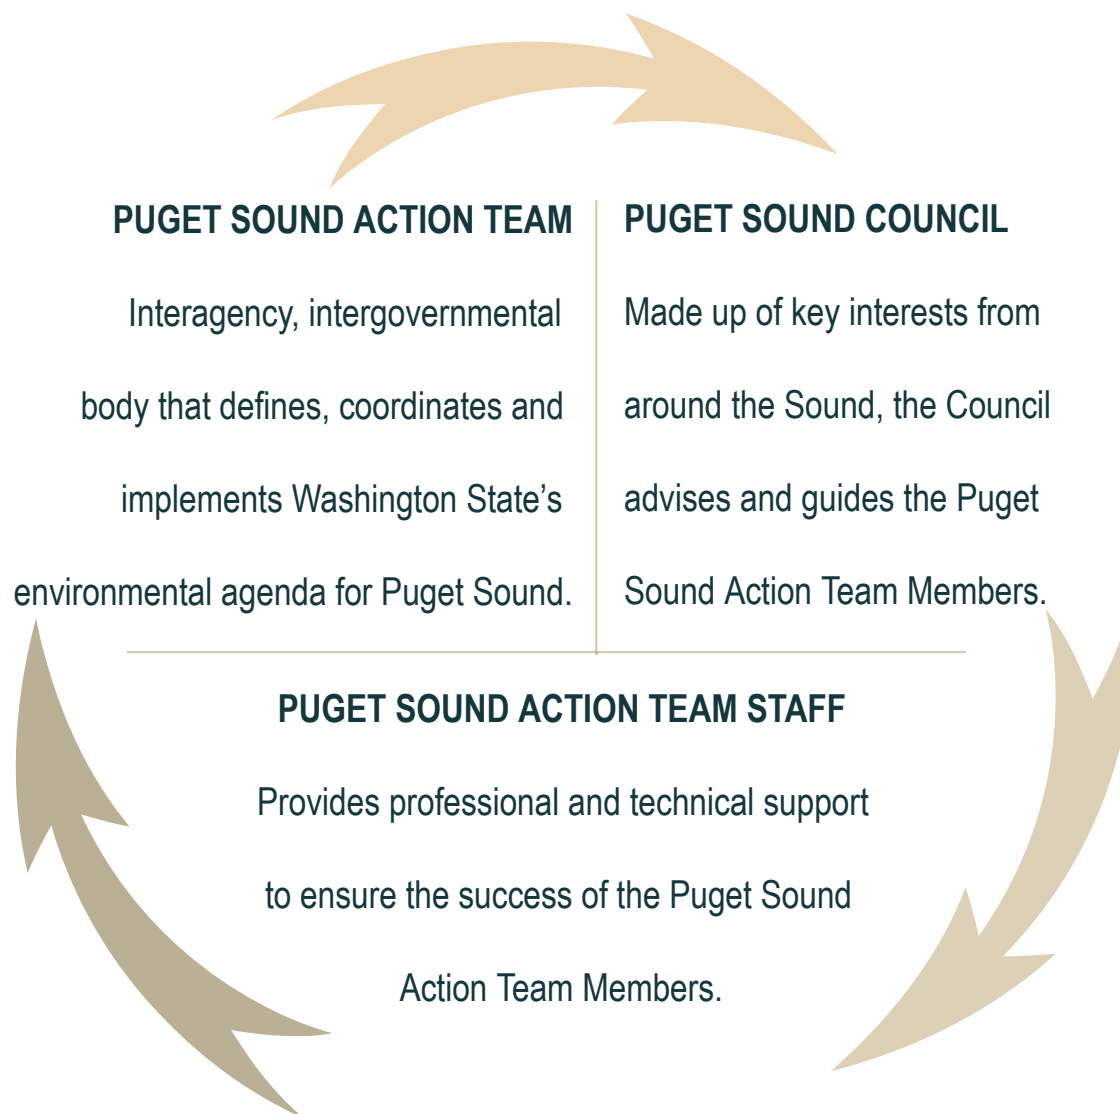 PUGET SOUND ACTION TEAM
Interagency, intergovernmental
body that defines, coordinates and
implements Washington State’s
environmental agenda for Puget Sound.
PUGET SOUND COUNCIL
Made up of key interests from
around the Sound, the Council
advises and guides the Puget
Sound Action Team Members.
PUGET SOUND ACTION TEAM STAFF
Provides professional and technical support
to ensure the success of the Puget Sound
Action Team Members.